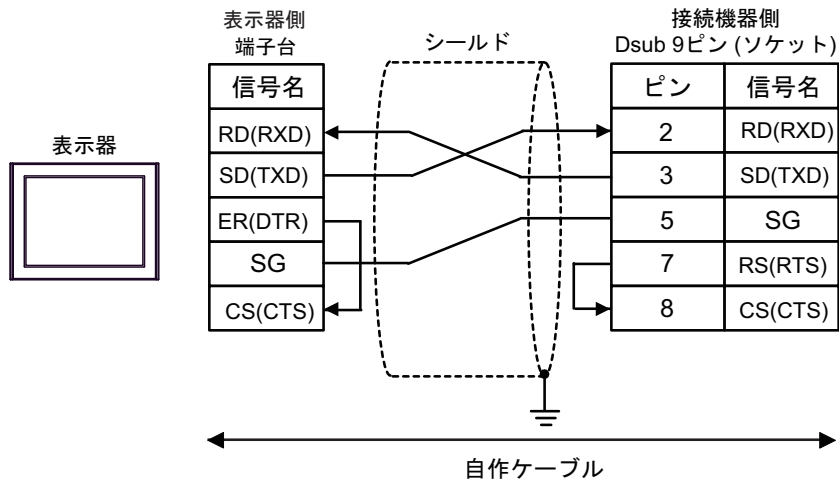 表示器側
端子台
シールド
接続機器側
Dsub 9ピン (ソケット)
表示器
信号名
ピン 信号名
RD(RXD)
2 RD(RXD)
SD(TXD)
3 SD(TXD)
ER(DTR)
5 SG
SG
7 RS(RTS)
CS(CTS)
8 CS(CTS)
自作ケーブル